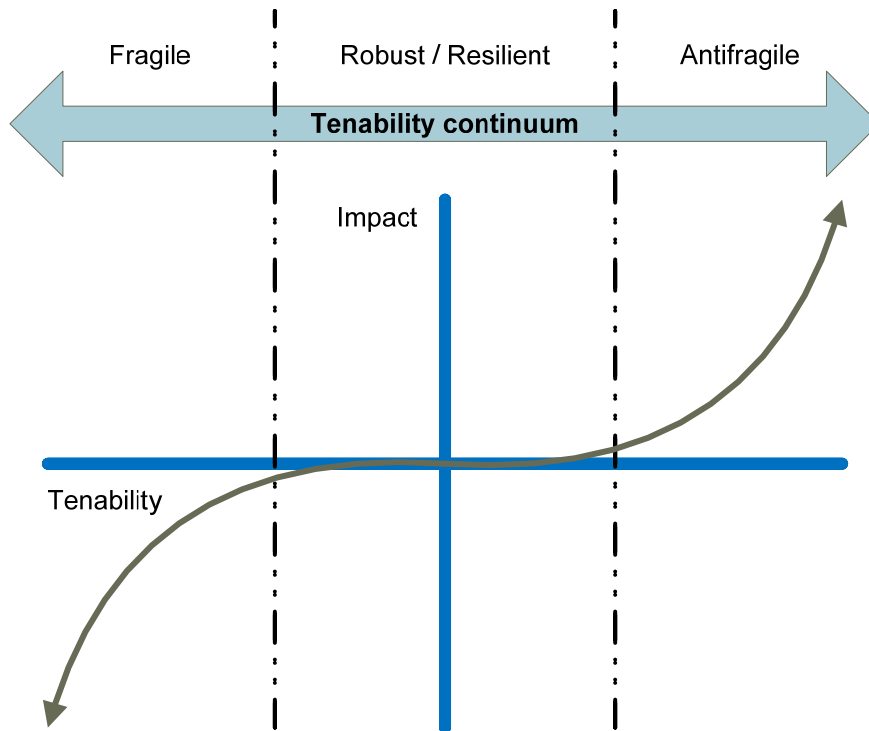 Fragile
Robust / Resilient
Antifragile
Tenability continuum
Impact
Tenability